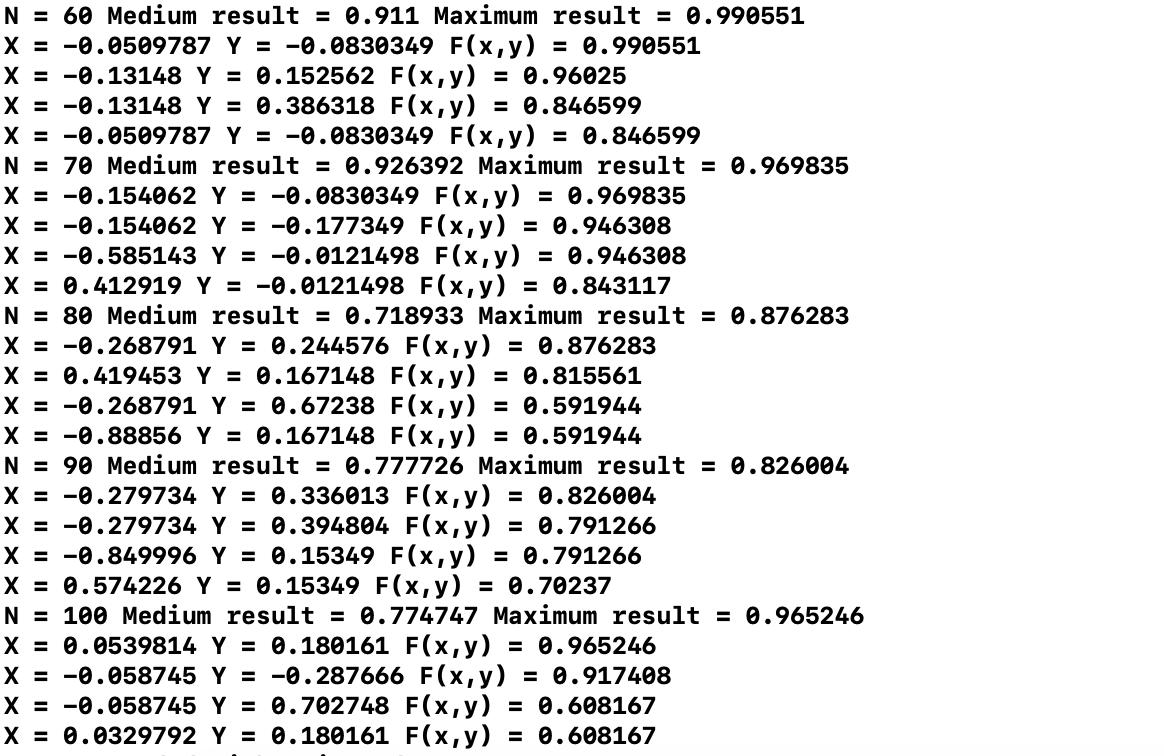 N = 60 Medium result = 0.911 Maximum result = 0.990551
X = -0.0509787 Y = -0.0830349 F(x,y) = 0.990551
X = -0.13148 Y = 0.152562 F(x,y) = 0.96025
X = -0.13148 Y = 0.386318 F(x,y) = 0.846599
X = -0.0509787 Y = -0.0830349 F(x,y) = 0.846599
N = 70 Medium result = 0.926392 Maximum result = 0.969835
X = -0.154062 Y = -0.0830349 F(x,y) = 0.969835
X = -0.154062 Y = -0.177349 F(x,y) = 0.946308
X = -0.585143 Y = -0.0121498 F(x,y) = 0.946308
X = 0.412919 Y = -0.0121498 F(x,y) = 0.843117
N = 80 Medium result = 0.718933 Maximum result = 0.876283
X = -0.268791 Y = 0.244576 F(x,y) = 0.876283
X = 0.419453 Y = 0.167148 F(x,y) = 0.815561
X = -0.268791 Y = 0.67238 F(x,y) = 0.591944
X = -0.88856 Y = 0.167148 F(x,y) = 0.591944
N = 90 Medium result = 0.777726 Maximum result = 0.826004
X = -0.279734 Y = 0.336013 F(x,y) = 0.826004
X = -0.279734 Y = 0.394804 F(x,y) = 0.791266
X = -0.849996 Y = 0.15349 F(x,y) = 0.791266
X = 0.574226 Y = 0.15349 F(x,y) = 0.70237
N = 100 Medium result = 0.774747 Maximum result = 0.965246
X = 0.0539814 Y = 0.180161 F(x,y) = 0.965246
X = -0.058745 Y = -0.287666 F(x,y) = 0.917408
X = -0.058745 Y = 0.702748 F(x,y) = 0.608167
X = 0.0329792 Y = 0.180161 F(x,y) = 0.608167